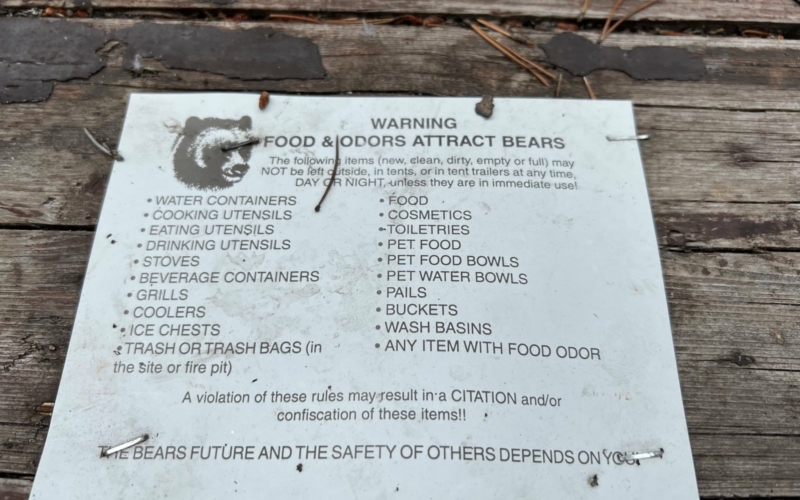 WARNING
FOOD & ODORS ATTRACT BEARS
The following items (new, clean, dirty, empty or full) may
NOT be left outside, in tents, or in tent trailers at any time,
DAY OR NIGHT, unless they are in immediate use!
• WATER CONTAINERS
• COOKING UTENSILS
• EATING UTENSILS
• DRINKING UTENSILS
• STOVES
• BEVERAGE CONTAINERS
• GRILLS
• COOLERS
• ICE CHESTS
• TRASH OR TRASH BAGS (in
the site or fire pit)
• FOOD
• COSMETICS
• TOILETRIES
• PET FOOD
• PET FOOD BOWLS
• PET WATER BOWLS
• PAILS
• BUCKETS
• WASH BASINS
• ANY ITEM WITH FOOD ODOR
A violation of these rules may result in a CITATION and/or
confiscation of these items!!
THE BEARS FUTURE AND THE SAFETY OF OTHERS DEPENDS ON YOU